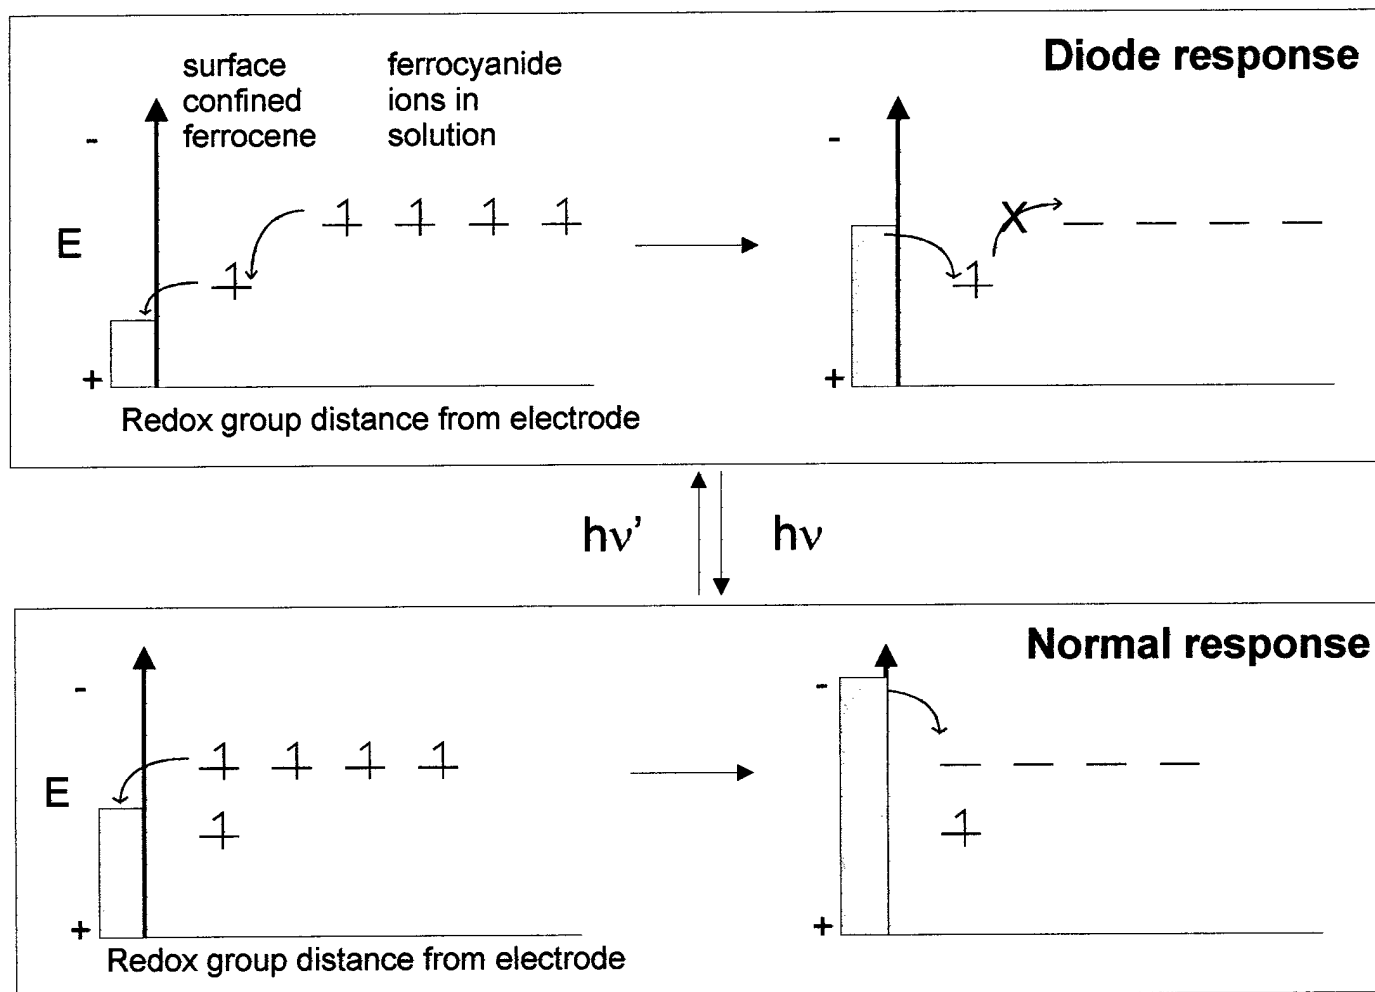 Diode response
surface
confined
ferrocene
ferrocyanide
ions in
solution
-
E
+
-
X
+
Redox group distance from electrode
hν’
hν
Normal response
-
E
+
-
+
Redox group distance from electrode